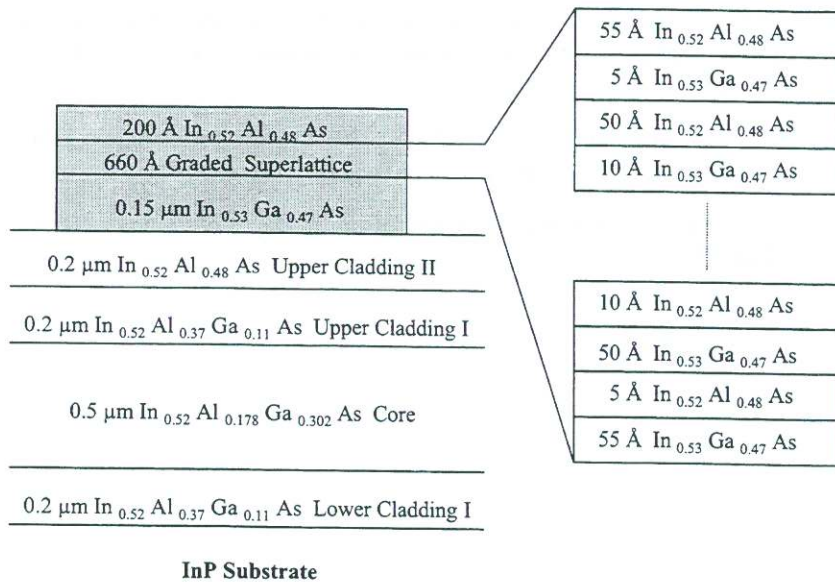 200 Å In 0.52 Al 0.48 As
660 Å Graded Superlattice
0.15 µm In 0.53 Ga 0.47 As
0.2 µm In 0.52 Al 0.48 As Upper Cladding II
0.2 µm In 0.52 Al 0.37 Ga 0.11 As Upper Cladding I
0.5 µm In 0.52 Al 0.178 Ga 0.302 As Core
0.2 µm In 0.52 Al 0.37 Ga 0.11 As Lower Cladding I
InP Substrate
55 Å In 0.52 Al 0.48 As
5 Å In 0.53 Ga 0.47 As
50 Å In 0.52 Al 0.48 As
10 Å In 0.53 Ga 0.47 As
10 Å In 0.52 Al 0.48 As
50 Å In 0.53 Ga 0.47 As
5 Å In 0.52 Al 0.48 As
55 Å In 0.53 Ga 0.47 As